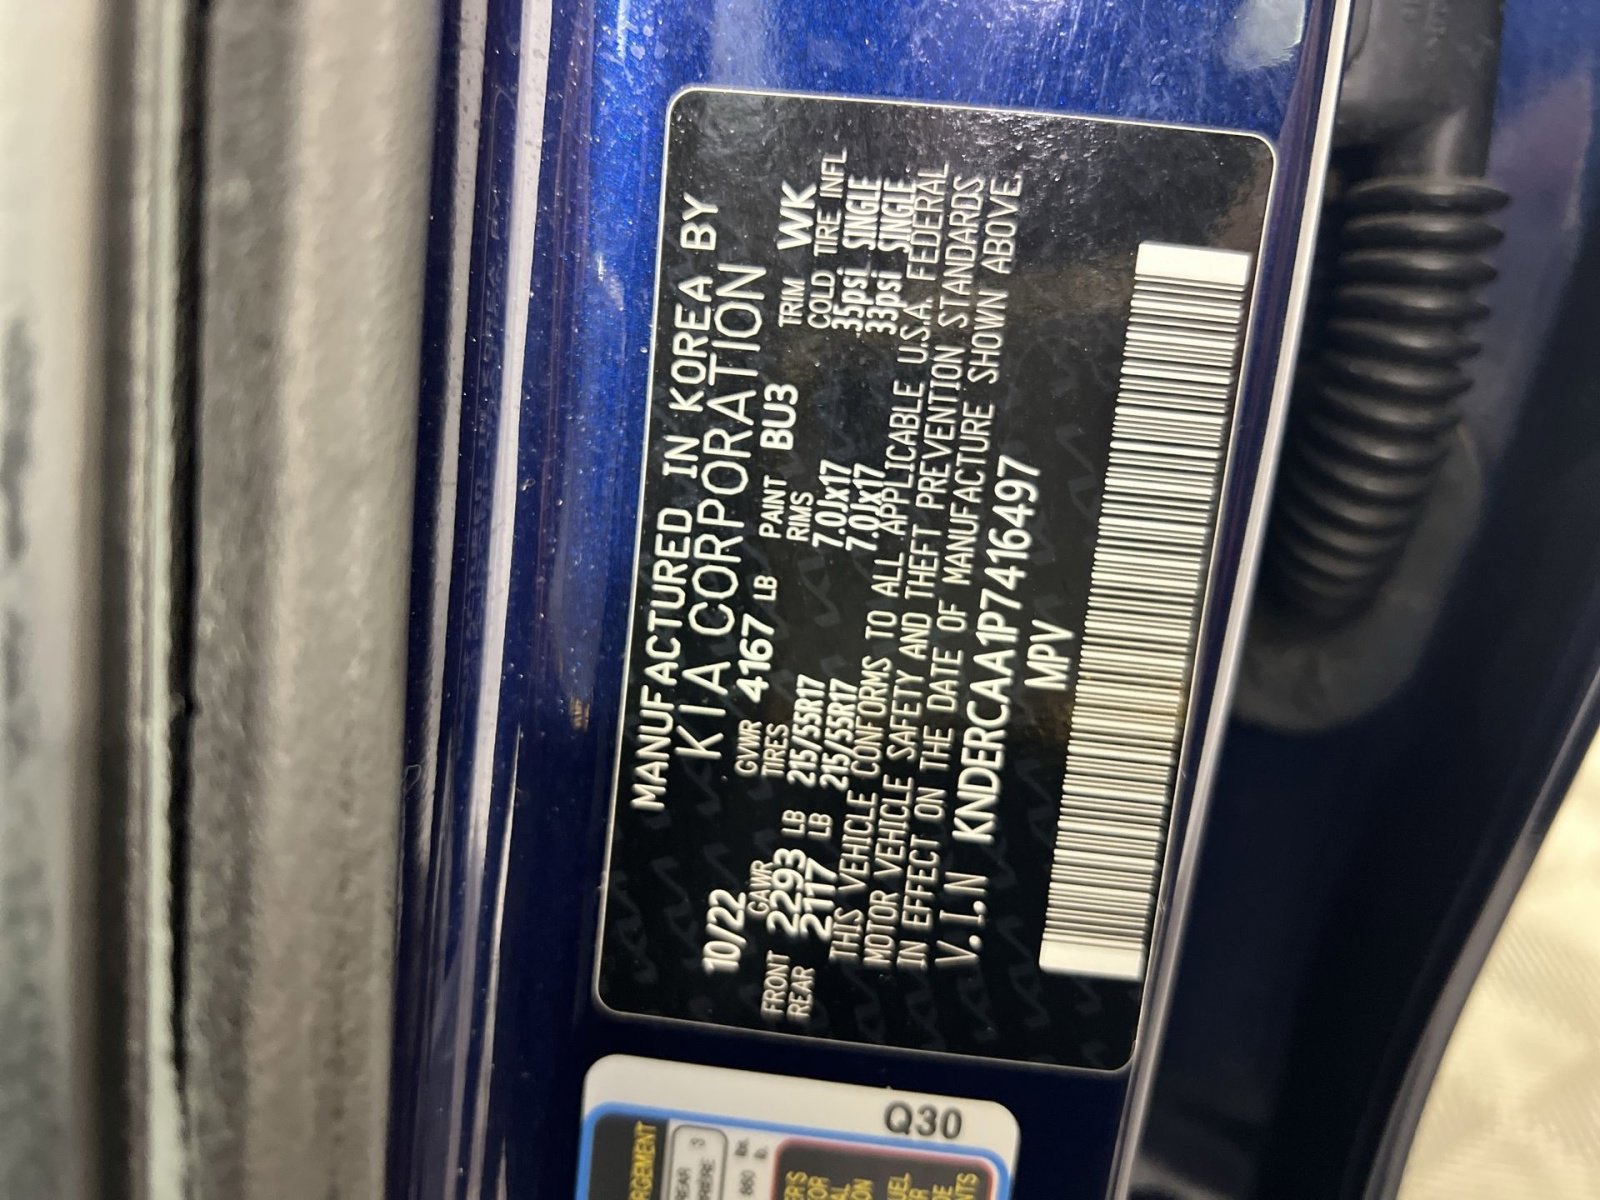 MANUFACTURED IN KOREA BY
KIA CORPORATION
10/22 GVWR 4167 LB PAINT BU3 TRIM WK
GAWR TIRES RIMS COLD TIRE INFL
FRONT 2293 LB 215/55R17 7.0Jx17 35psi SINGLE
REAR 2117 LB 215/55R17 7.0Jx17 33psi SINGLE
THIS VEHICLE CONFORMS TO ALL APPLICABLE U.S.A. FEDERAL
MOTOR VEHICLE SAFETY AND THEFT PREVENTION STANDARDS
IN EFFECT ON THE DATE OF MANUFACTURE SHOWN ABOVE.
V.I.N KNDERCAA1P7416497
MPV
Q30
REAR 3